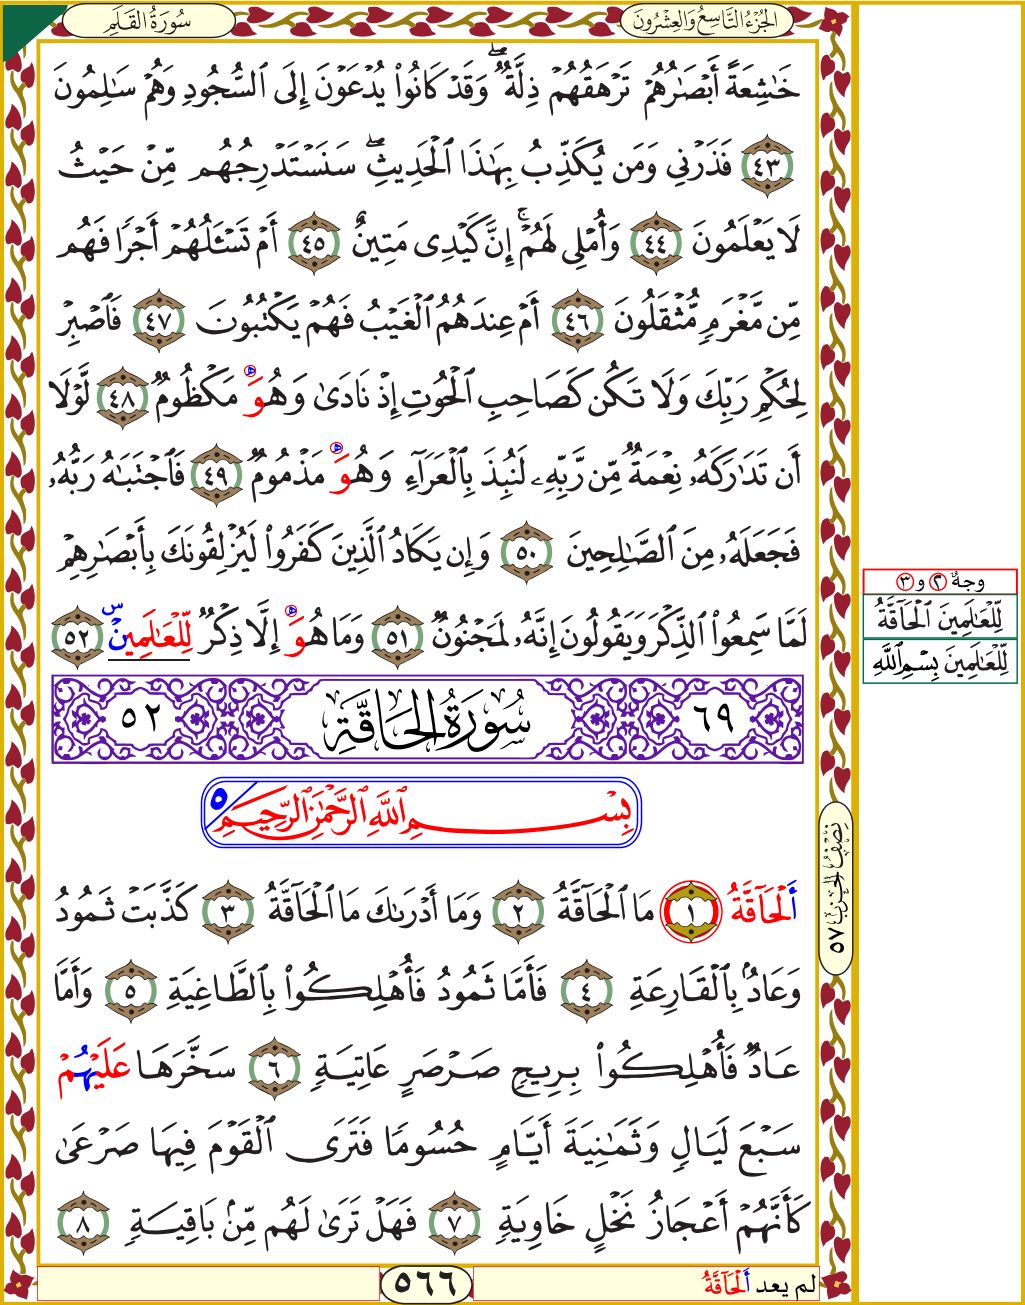 الجُزْءُ التَّاسِعُ وَالعِشْرُونَ
سُورَةُ القَلَمِ
خَٰشِعَةً أَبْصَٰرُهُمْ تَرْهَقُهُمْ ذِلَّةٌ ۖ وَقَدْ كَانُوا۟ يُدْعَوْنَ إِلَى ٱلسُّجُودِ وَهُمْ سَٰلِمُونَ
٤٣ فَذَرْنِى وَمَن يُكَذِّبُ بِهَٰذَا ٱلْحَدِيثِ ۖ سَنَسْتَدْرِجُهُم مِّنْ حَيْثُ
لَا يَعْلَمُونَ ٤٤ وَأُمْلِى لَهُمْ ۚ إِنَّ كَيْدِى مَتِينٌ ٤٥ أَمْ تَسْـَٔلُهُمْ أَجْرًا فَهُم
مِّن مَّغْرَمٍ مُّثْقَلُونَ ٤٦ أَمْ عِندَهُمُ ٱلْغَيْبُ فَهُمْ يَكْتُبُونَ ٤٧ فَٱصْبِرْ
لِحُكْمِ رَبِّكَ وَلَا تَكُن كَصَاحِبِ ٱلْحُوتِ إِذْ نَادَىٰ وَهُوَ مَكْظُومٌ ٤٨ لَّوْلَا
أَن تَدَٰرَكَهُۥ نِعْمَةٌ مِّن رَّبِّهِۦ لَنُبِذَ بِٱلْعَرَآءِ وَهُوَ مَذْمُومٌ ٤٩ فَٱجْتَبَٰهُ رَبُّهُۥ
فَجَعَلَهُۥ مِنَ ٱلصَّٰلِحِينَ ٥٠ وَإِن يَكَادُ ٱلَّذِينَ كَفَرُوا۟ لَيُزْلِقُونَكَ بِأَبْصَٰرِهِمْ
لَمَّا سَمِعُوا۟ ٱلذِّكْرَ وَيَقُولُونَ إِنَّهُۥ لَمَجْنُونٌ ٥١ وَمَا هُوَ إِلَّا ذِكْرٌ لِّلْعَٰلَمِينَ س ٥٢
٦٩ سُورَةُ الحَاقَّةِ ٥٢
بِسْمِ ٱللَّهِ ٱلرَّحْمَٰنِ ٱلرَّحِيمِ ٥
أَلْحَآقَّةُ ١ مَا ٱلْحَآقَّةُ ٢ وَمَا أَدْرَىٰكَ مَا ٱلْحَآقَّةُ ٣ كَذَّبَتْ ثَمُودُ
وَعَادٌۢ بِٱلْقَارِعَةِ ٤ فَأَمَّا ثَمُودُ فَأُهْلِكُوا۟ بِٱلطَّاغِيَةِ ٥ وَأَمَّا
عَادٌ فَأُهْلِكُوا۟ بِرِيحٍ صَرْصَرٍ عَاتِيَةٍ ٦ سَخَّرَهَا عَلَيْهُمْ
سَبْعَ لَيَالٍ وَثَمَٰنِيَةَ أَيَّامٍ حُسُومًا فَتَرَى ٱلْقَوْمَ فِيهَا صَرْعَىٰ
كَأَنَّهُمْ أَعْجَازُ نَخْلٍ خَاوِيَةٍ ٧ فَهَلْ تَرَىٰ لَهُم مِّنۢ بَاقِيَةٍ ٨
وجهٌ ٢ و ٣
لِّلْعَٰلَمِينَ ٱلْحَآقَّةُ
لِّلْعَٰلَمِينَ بِسْمِ ٱللَّهِ
نِصْفُ الحِزْبِ ٥٧
لم يعد أَلْحَآقَّةُ
٥٦٦